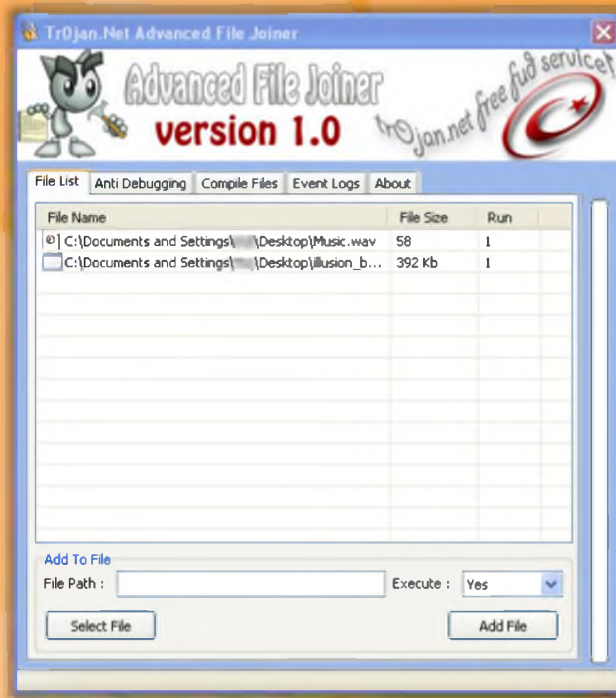 Tr0jan.Net Advanced File Joiner
Advanced File Joiner
version 1.0
tr0jan.net free fud servicet
File List Anti Debugging Compile Files Event Logs About
File Name File Size Run
C:\Documents and Settings\ \Desktop\Music.wav 58 1
C:\Documents and Settings\ \Desktop\illusion_b... 392 Kb 1
Add To File
File Path : Execute : Yes
Select File Add File